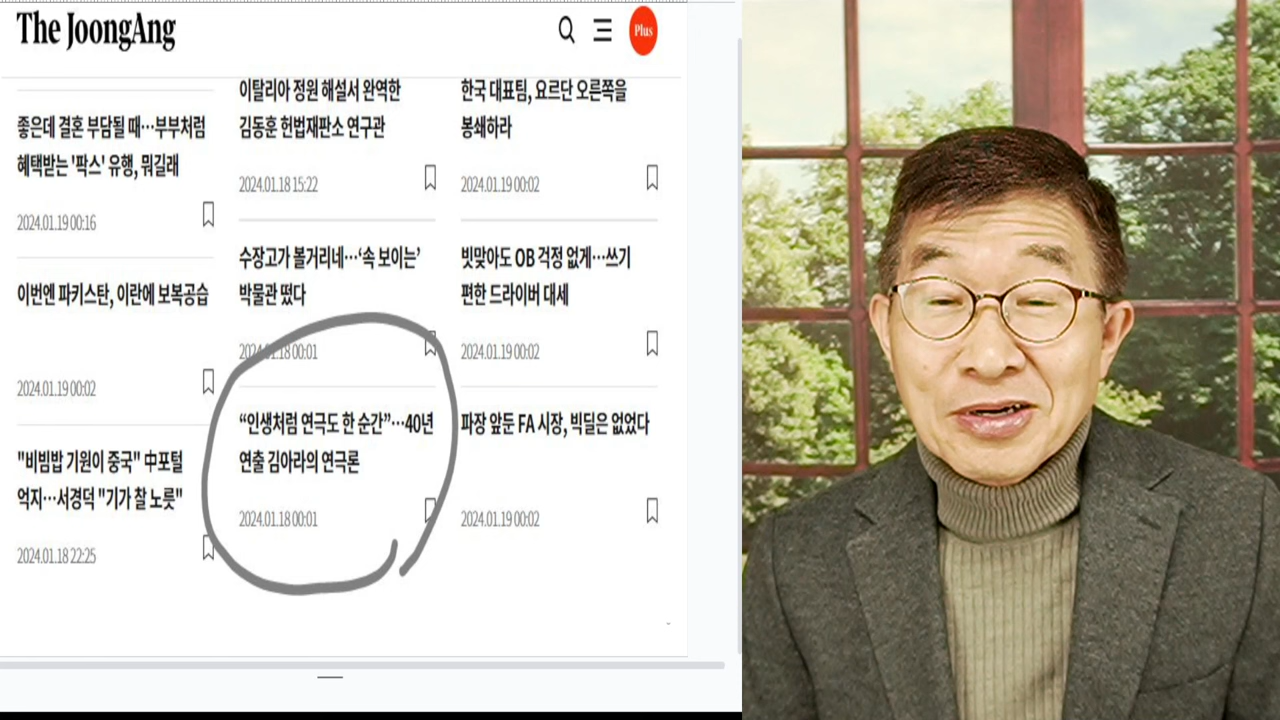 The JoongAng
Plus
좋은데 결혼 부담될 때…부부처럼
혜택받는 '팍스' 유행, 뭐길래
2024.01.19 00:16
이번엔 파키스탄, 이란에 보복공습
2024.01.19 00:02
"비빔밥 기원이 중국" 中포털
억지…서경덕 "기가 찰 노릇"
2024.01.18 22:25
이탈리아 정원 해설서 완역한
김동훈 헌법재판소 연구관
2024.01.18 15:22
수장고가 볼거리네…‘속 보이는’
박물관 떴다
2024.01.18 00:01
“인생처럼 연극도 한 순간”…40년
연출 김아라의 연극론
2024.01.18 00:01
한국 대표팀, 요르단 오른쪽을
봉쇄하라
2024.01.19 00:02
빗맞아도 OB 걱정 없게…쓰기
편한 드라이버 대세
2024.01.19 00:02
파장 앞둔 FA 시장, 빅딜은 없었다
2024.01.19 00:02